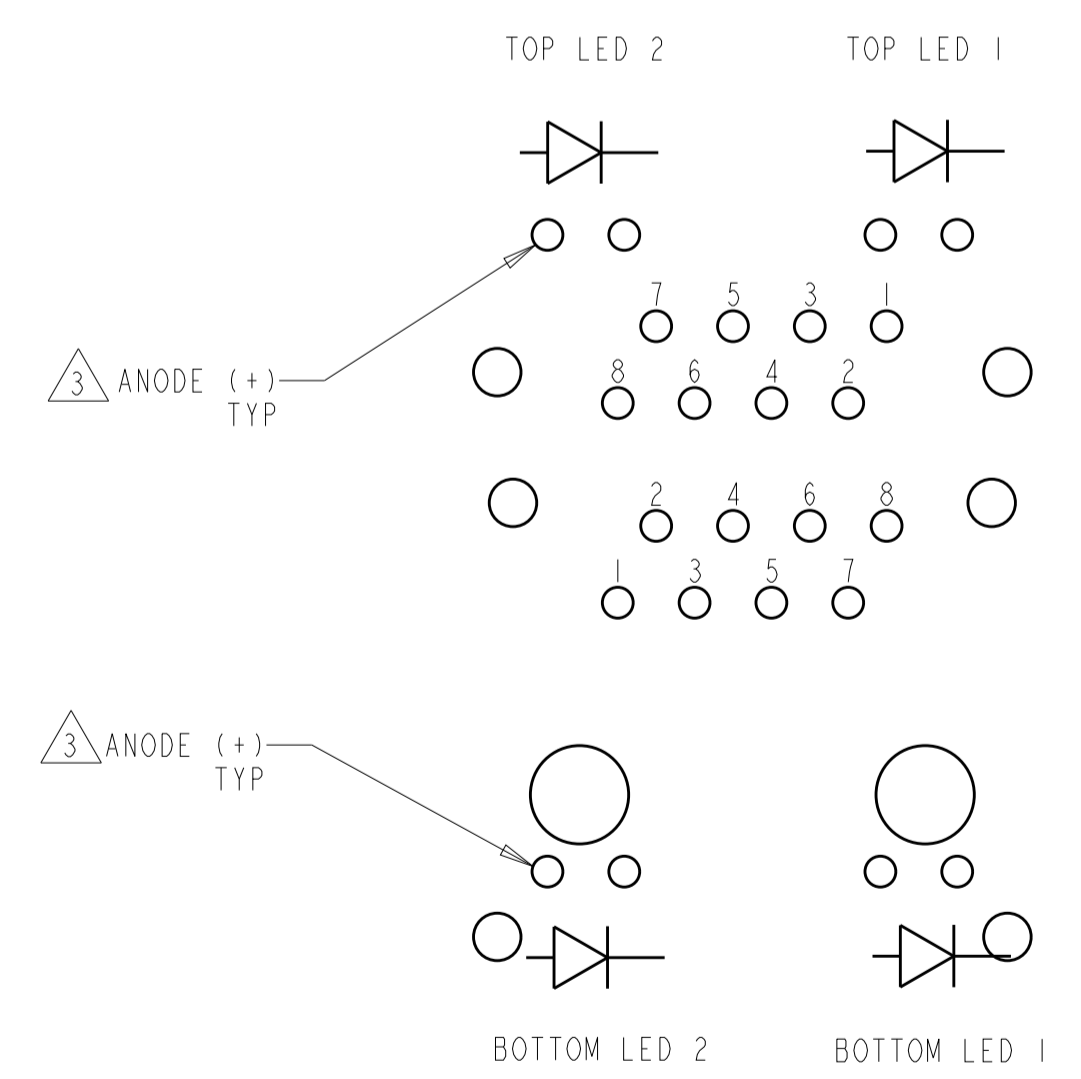 TOP LED 2 TOP LED 1
7 5 3 1
8 6 4 2
3 ANODE (+)
TYP
2 4 6 8
1 3 5 7
3 ANODE (+)
TYP
BOTTOM LED 2 BOTTOM LED 1